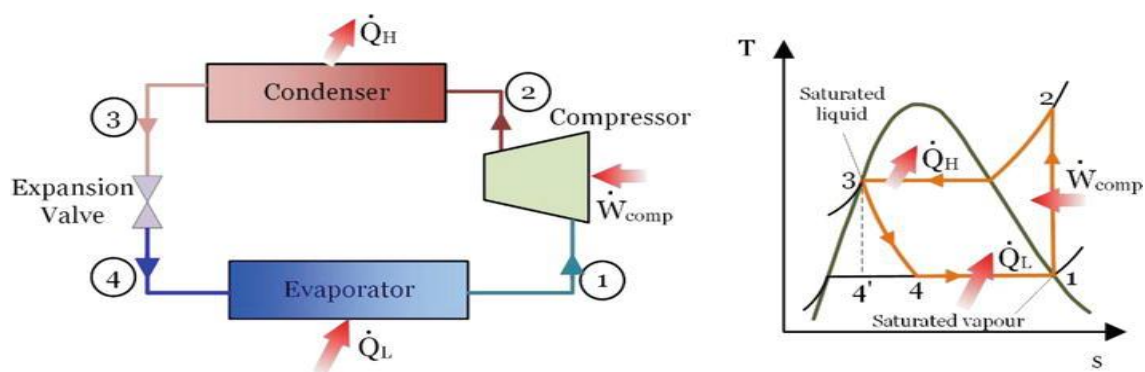 Q̇H
Condenser
2
3
Compressor
Expansion
Valve
Ẇcomp
4
1
Evaporator
Q̇L
T
Saturated
liquid
2
Q̇H
3
Ẇcomp
Q̇L
4'
4
1
Saturated vapour
s